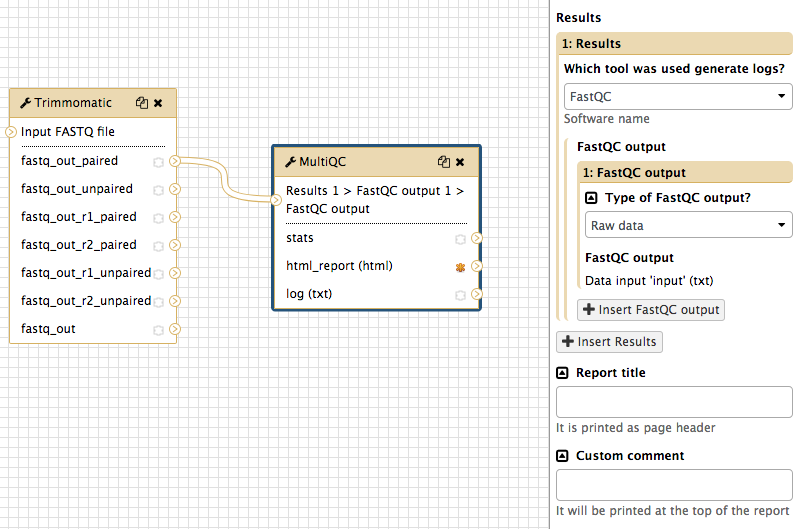 Trimmomatic
Input FASTQ file
fastq_out_paired
fastq_out_unpaired
fastq_out_r1_paired
fastq_out_r2_paired
fastq_out_r1_unpaired
fastq_out_r2_unpaired
fastq_out
MultiQC
Results 1 > FastQC output 1 >
FastQC output
stats
html_report (html)
log (txt)
Results
1: Results
Which tool was used generate logs?
FastQC
Software name
FastQC output
1: FastQC output
Type of FastQC output?
Raw data
FastQC output
Data input 'input' (txt)
Insert FastQC output
Insert Results
Report title
It is printed as page header
Custom comment
It will be printed at the top of the report